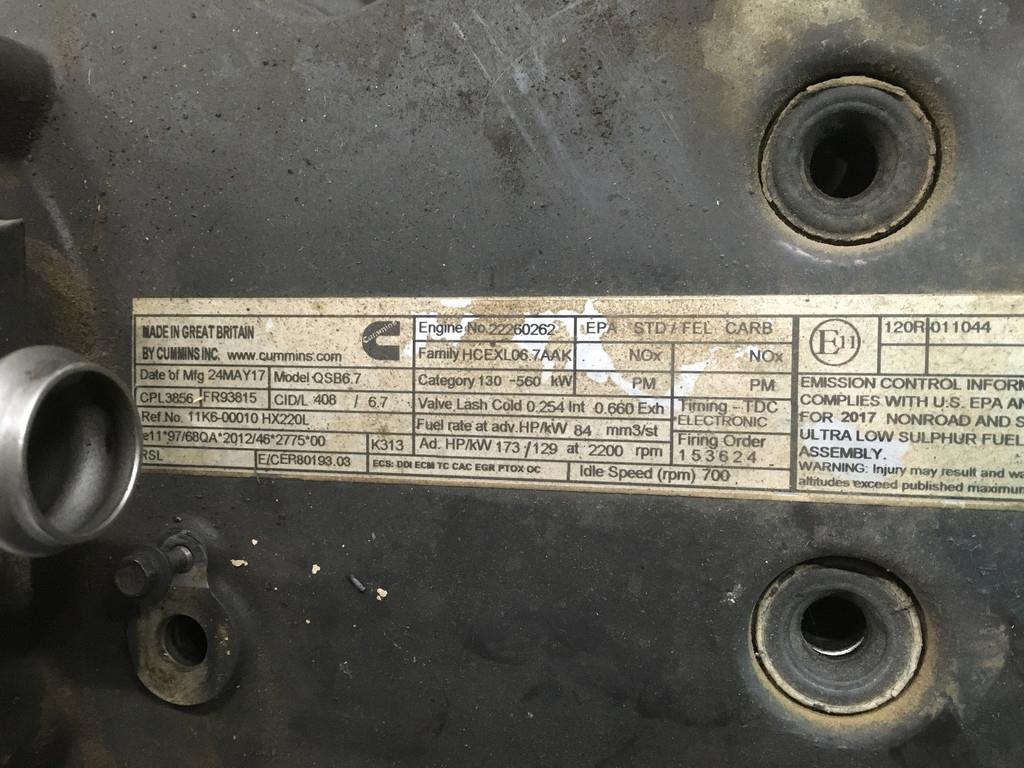 MADE IN GREAT BRITAIN
BY CUMMINS INC. www.cummins.com
Cummins
Date of Mfg 24MAY17 Model QSB6.7
CPL3856 FR93815 CID/L 408 / 6.7
Ref No. 11K6-00010 HX220L
e11*97/68QA*2012/46*2775*00 K313
RSL E/CER80193.03
Engine No.22260262 EPA STD / FEL CARB
Family HCEXL06.7AAK NOx NOx
Category 130 -560 kW PM PM
Valve Lash Cold 0.254 Int 0.660 Exh Timing - TDC
Fuel rate at adv.HP/kW 84 mm3/st ELECTRONIC
Ad. HP/kW 173 / 129 at 2200 rpm Firing Order
1 5 3 6 2 4
ECS: DDI ECM TC CAC EGR PTOX OC Idle Speed (rpm) 700
E11 120R-011044
EMISSION CONTROL
COMPLIES WITH U.S. EPA
FOR 2017 NONROAD AND
ULTRA LOW SULPHUR FUEL
ASSEMBLY.
WARNING: Injury may result and
altitudes exceed published